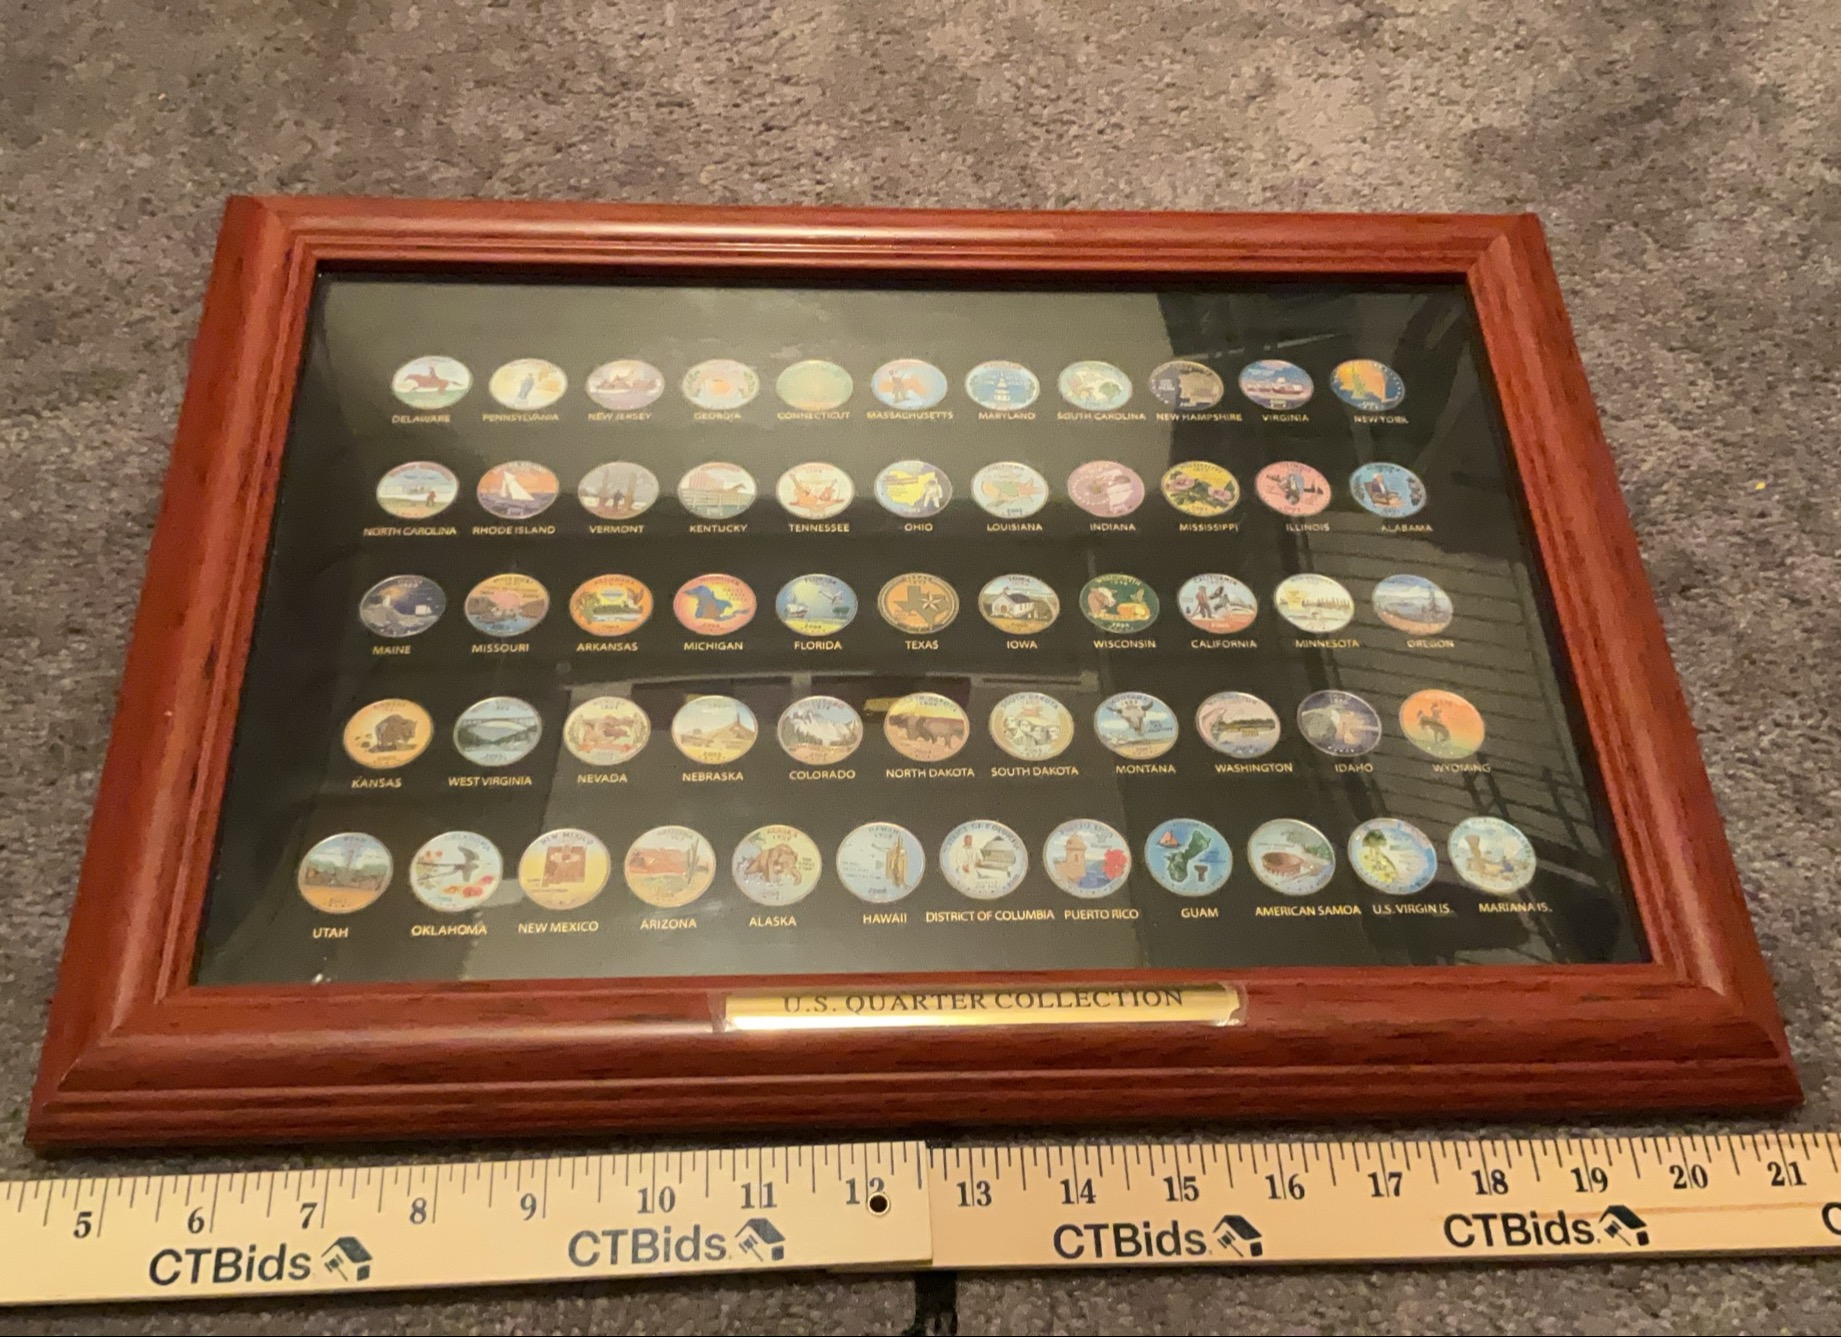 DELAWARE PENNSYLVANIA NEW JERSEY GEORGIA CONNECTICUT MASSACHUSETTS MARYLAND SOUTH CAROLINA NEW HAMPSHIRE VIRGINIA NEW YORK
NORTH CAROLINA RHODE ISLAND VERMONT KENTUCKY TENNESSEE OHIO LOUISIANA INDIANA MISSISSIPPI ILLINOIS ALABAMA
MAINE MISSOURI ARKANSAS MICHIGAN FLORIDA TEXAS IOWA WISCONSIN CALIFORNIA MINNESOTA OREGON
KANSAS WEST VIRGINIA NEVADA NEBRASKA COLORADO NORTH DAKOTA SOUTH DAKOTA MONTANA WASHINGTON IDAHO WYOMING
UTAH OKLAHOMA NEW MEXICO ARIZONA ALASKA HAWAII DISTRICT OF COLUMBIA PUERTO RICO GUAM AMERICAN SAMOA U.S. VIRGIN IS. MARIANA IS.
U.S. QUARTER COLLECTION
5 6 7 8 9 10 11 12 13 14 15 16 17 18 19 20 21
CTBids. CTBids. CTBids. CTBids. C